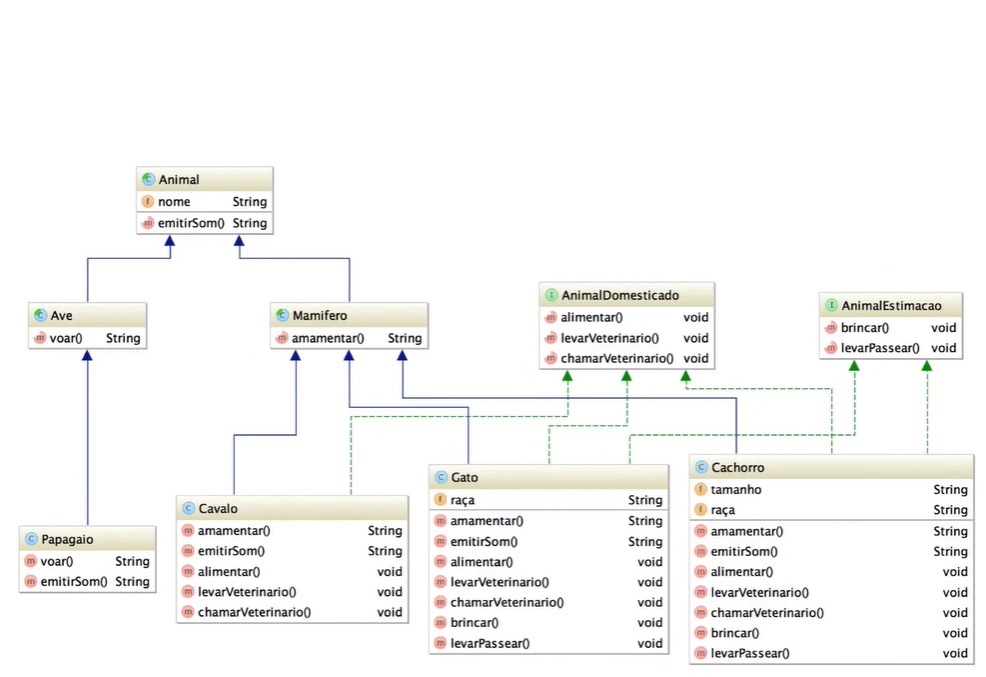 Animal
nome String
emitirSom() String
Ave
voar() String
Mamifero
amamentar() String
AnimalDomesticado
alimentar() void
levarVeterinario() void
chamarVeterinario() void
AnimalEstimacao
brincar() void
levarPassear() void
Papagaio
voar() String
emitirSom() String
Cavalo
amamentar() String
emitirSom() String
alimentar() void
levarVeterinario() void
chamarVeterinario() void
Gato
raça String
amamentar() String
emitirSom() String
alimentar() void
levarVeterinario() void
chamarVeterinario() void
brincar() void
levarPassear() void
Cachorro
tamanho String
raça String
amamentar() String
emitirSom() String
alimentar() void
levarVeterinario() void
chamarVeterinario() void
brincar() void
levarPassear() void